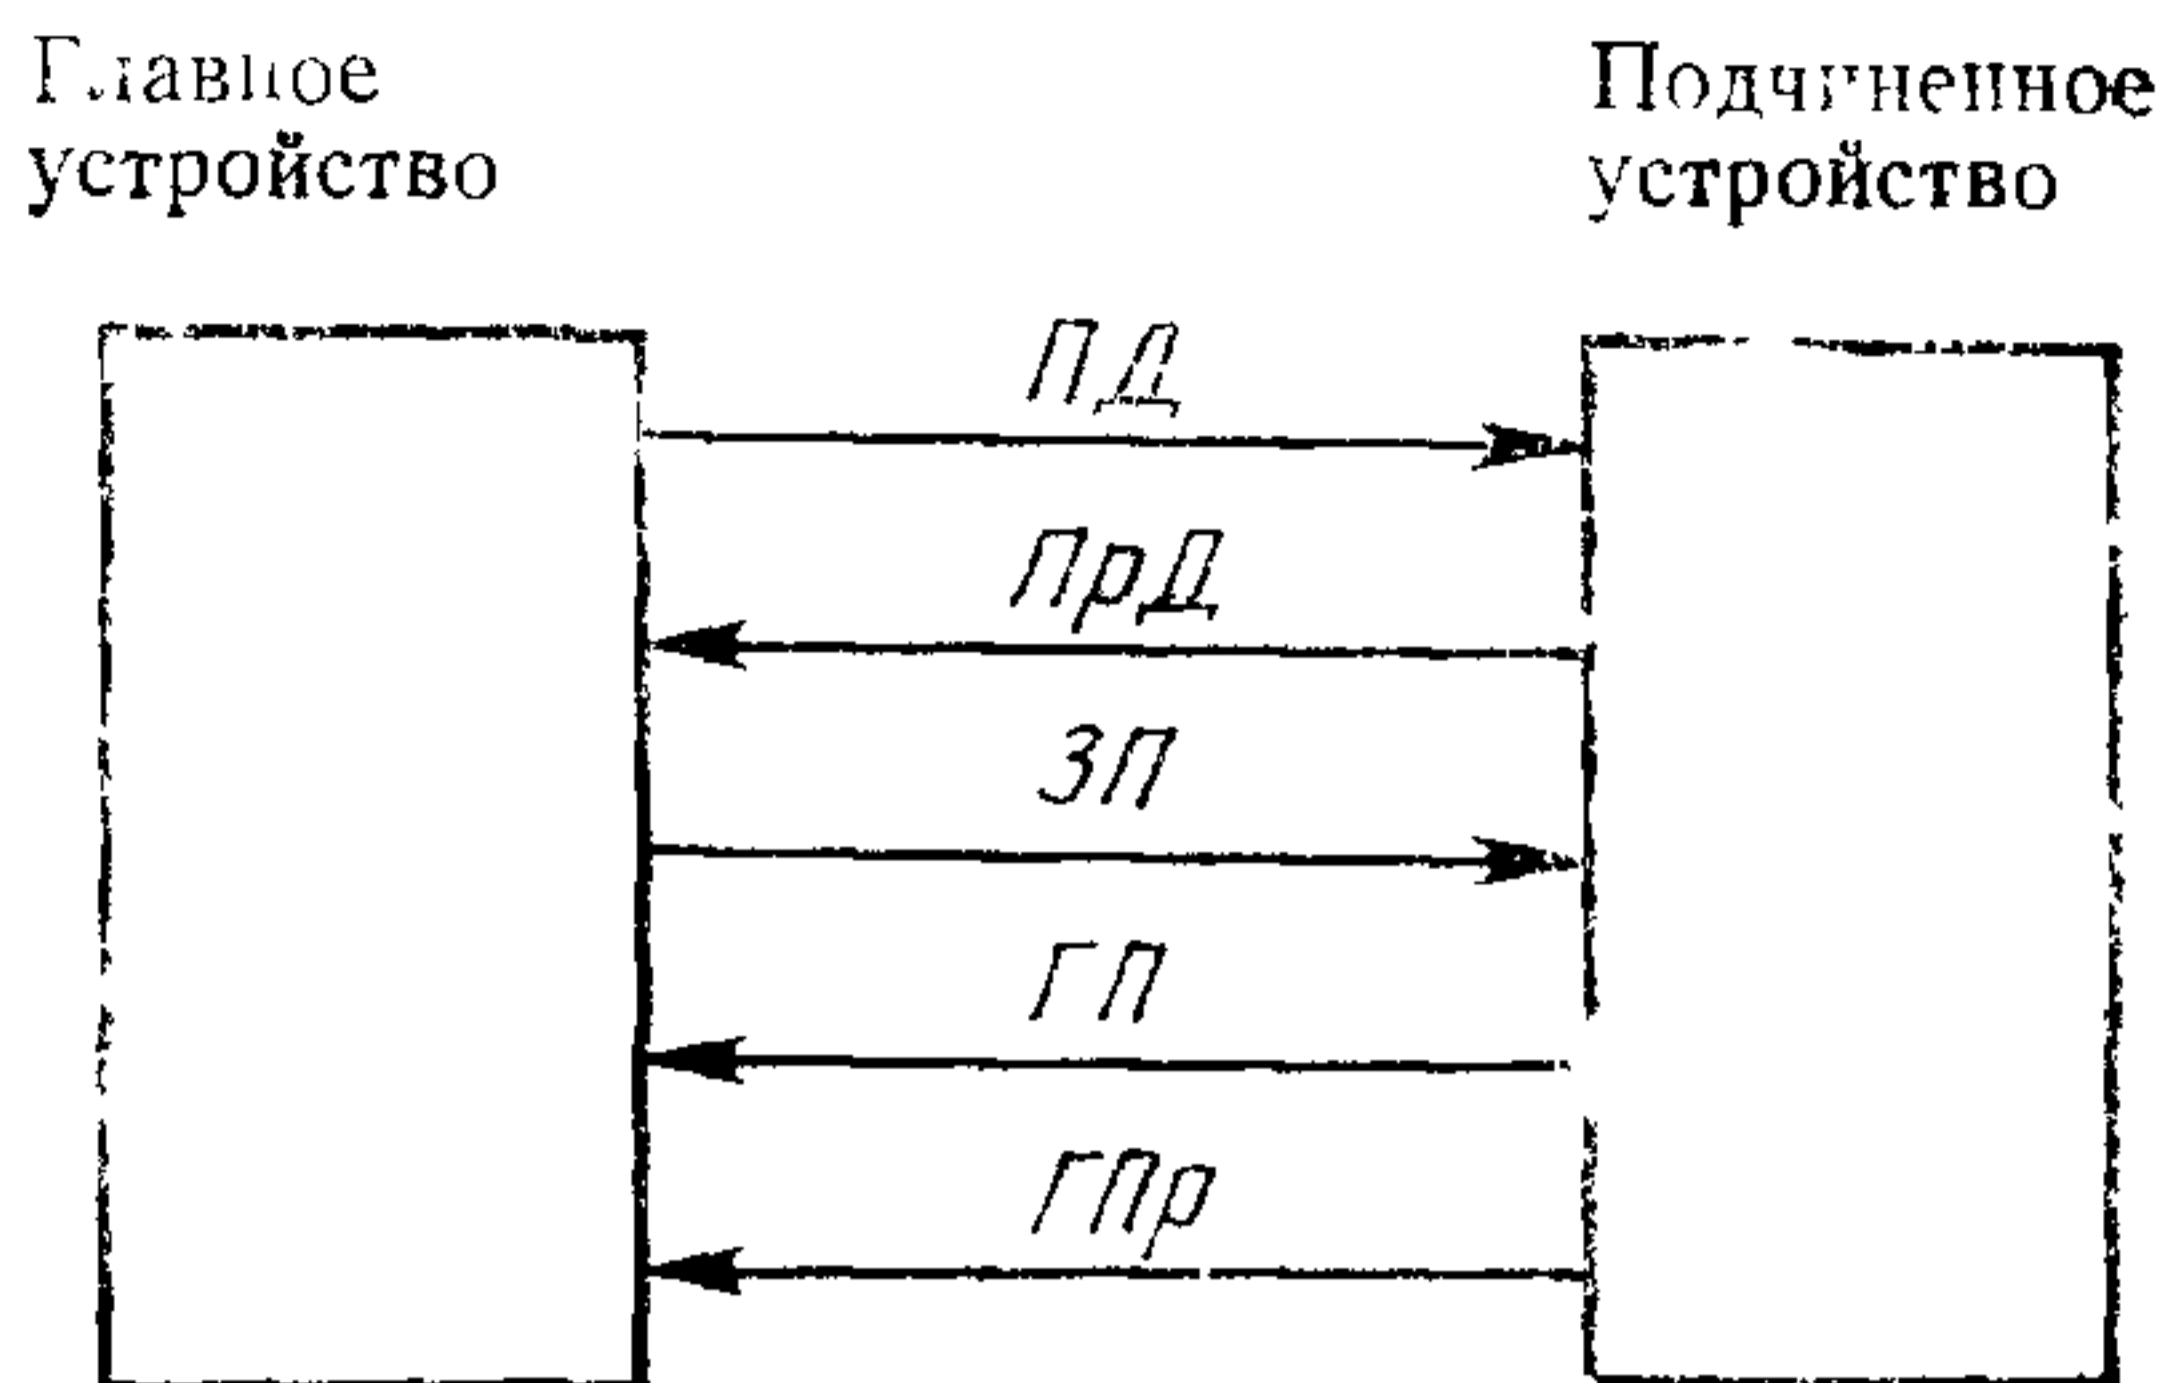 Главное
устройство
Подчиненное
устройство
ПД
ПрД
ЗП
ГП
ГПр